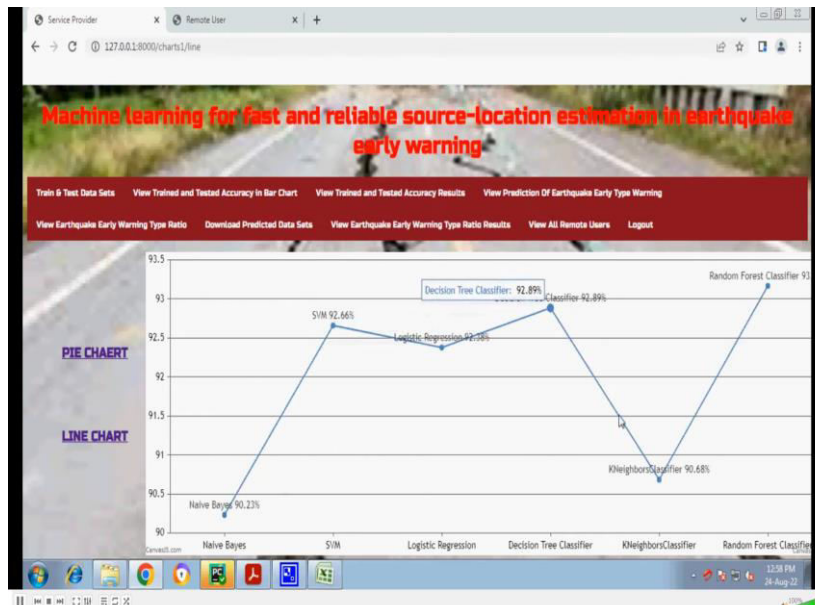 Service Provider
Remote User
127.0.0.1:8000/charts1/line
Machine learning for fast and reliable source-location estimation in earthquake
early warning
Train & Test Data Sets View Trained and Tested Accuracy in Bar Chart View Trained and Tested Accuracy Results View Prediction Of Earthquake Early Type Warning
View Earthquake Early Warning Type Ratio Download Predicted Data Sets View Earthquake Early Warning Type Ratio Results View All Remote Users Logout
PIE CHAERT
LINE CHART
93.5
93
92.5
92
91.5
91
90.5
90
Random Forest Classifier 93.
Decision Tree Classifier: 92.89%
Classifier 92.89%
SVM 92.66%
Logistic Regression 92.38%
KNeighborsClassifier 90.68%
Naive Bayes 90.23%
Naive Bayes SVM Logistic Regression Decision Tree Classifier KNeighborsClassifier Random Forest Classifier
CanvasJS.com
12:58 PM
24-Aug-22
100%